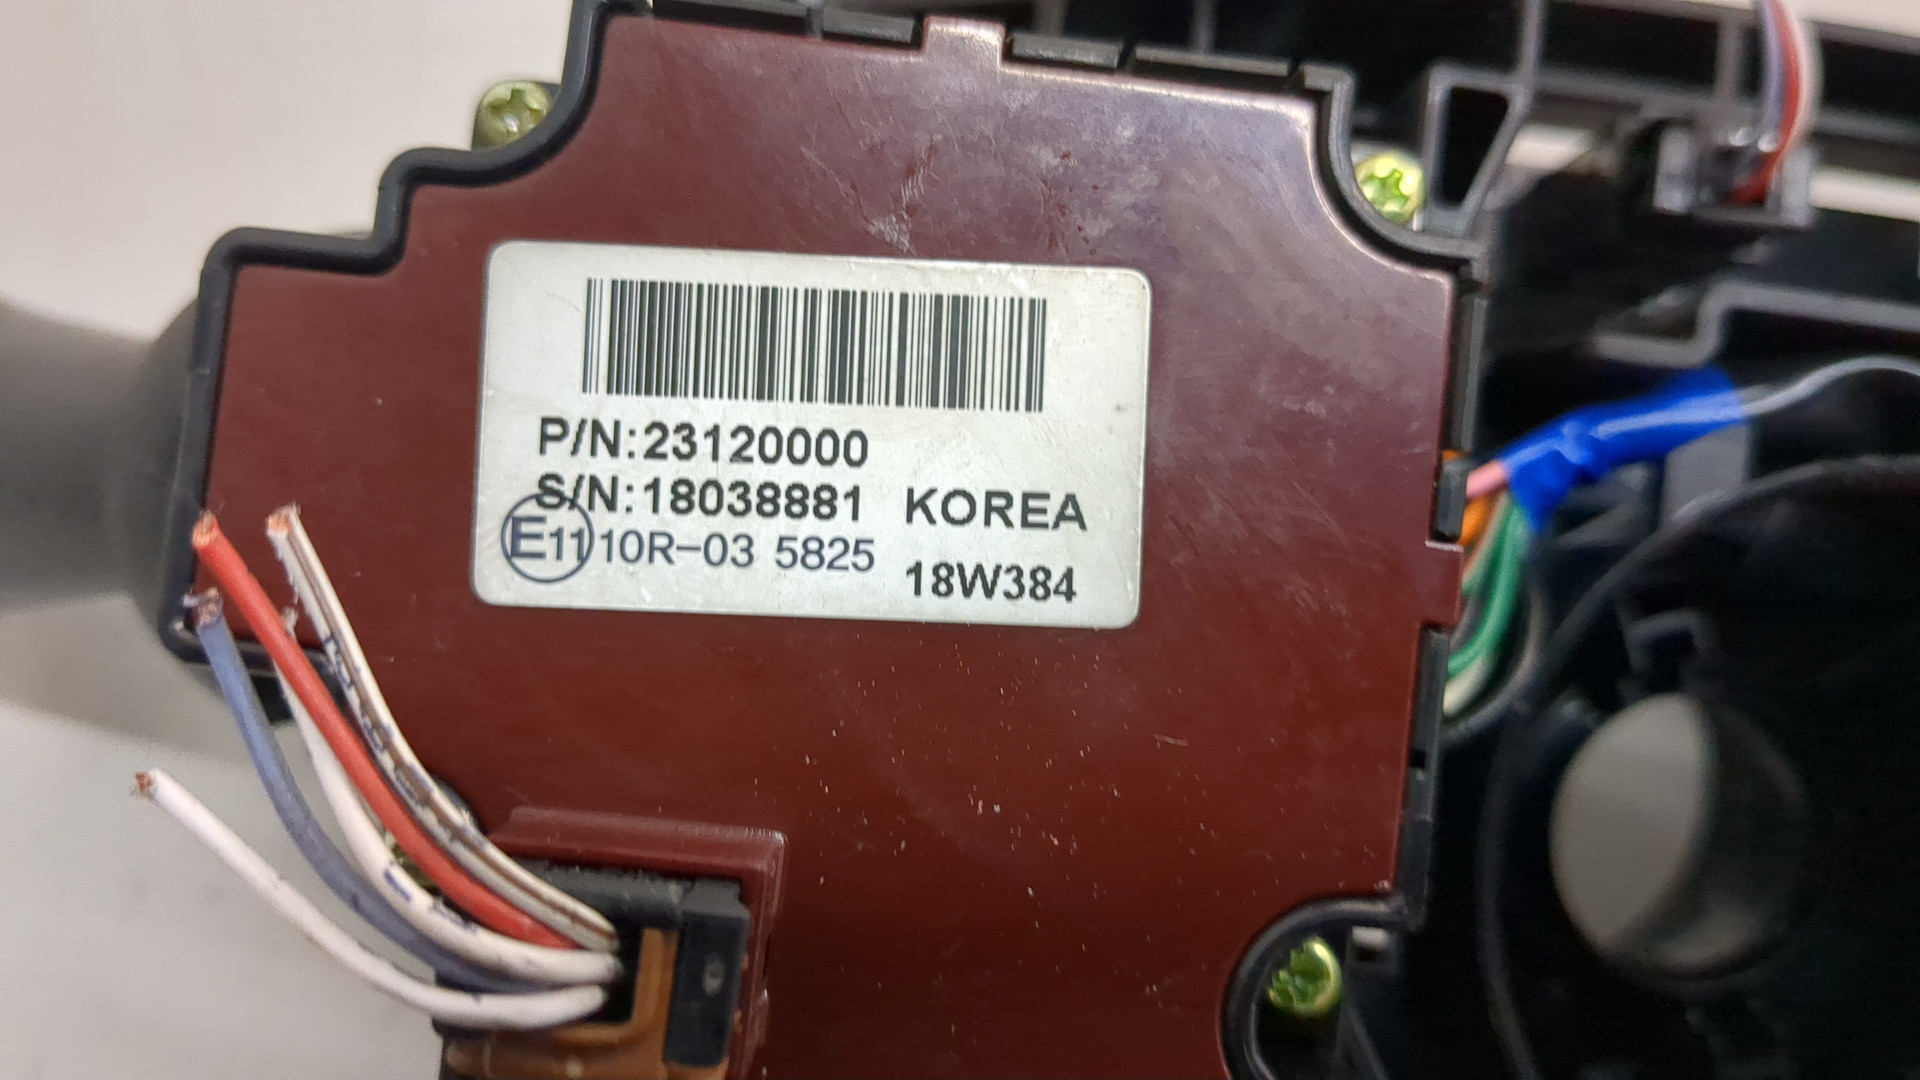 P/N:23120000
S/N:18038881 KOREA
E11 10R-03 5825
18W384